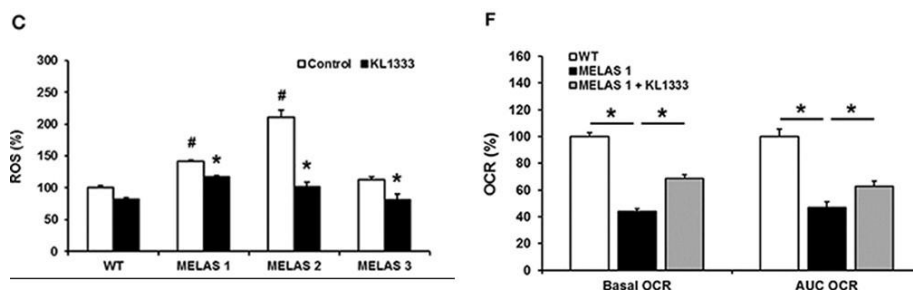 C
□Control ■KL1333
ROS (%)
300
250
200
150
100
50
0
#
*
#
*
*
WT MELAS 1 MELAS 2 MELAS 3
F
□WT
■MELAS 1
□MELAS 1 + KL1333
OCR (%)
160
140
120
100
80
60
40
20
0
* *
* *
Basal OCR AUC OCR